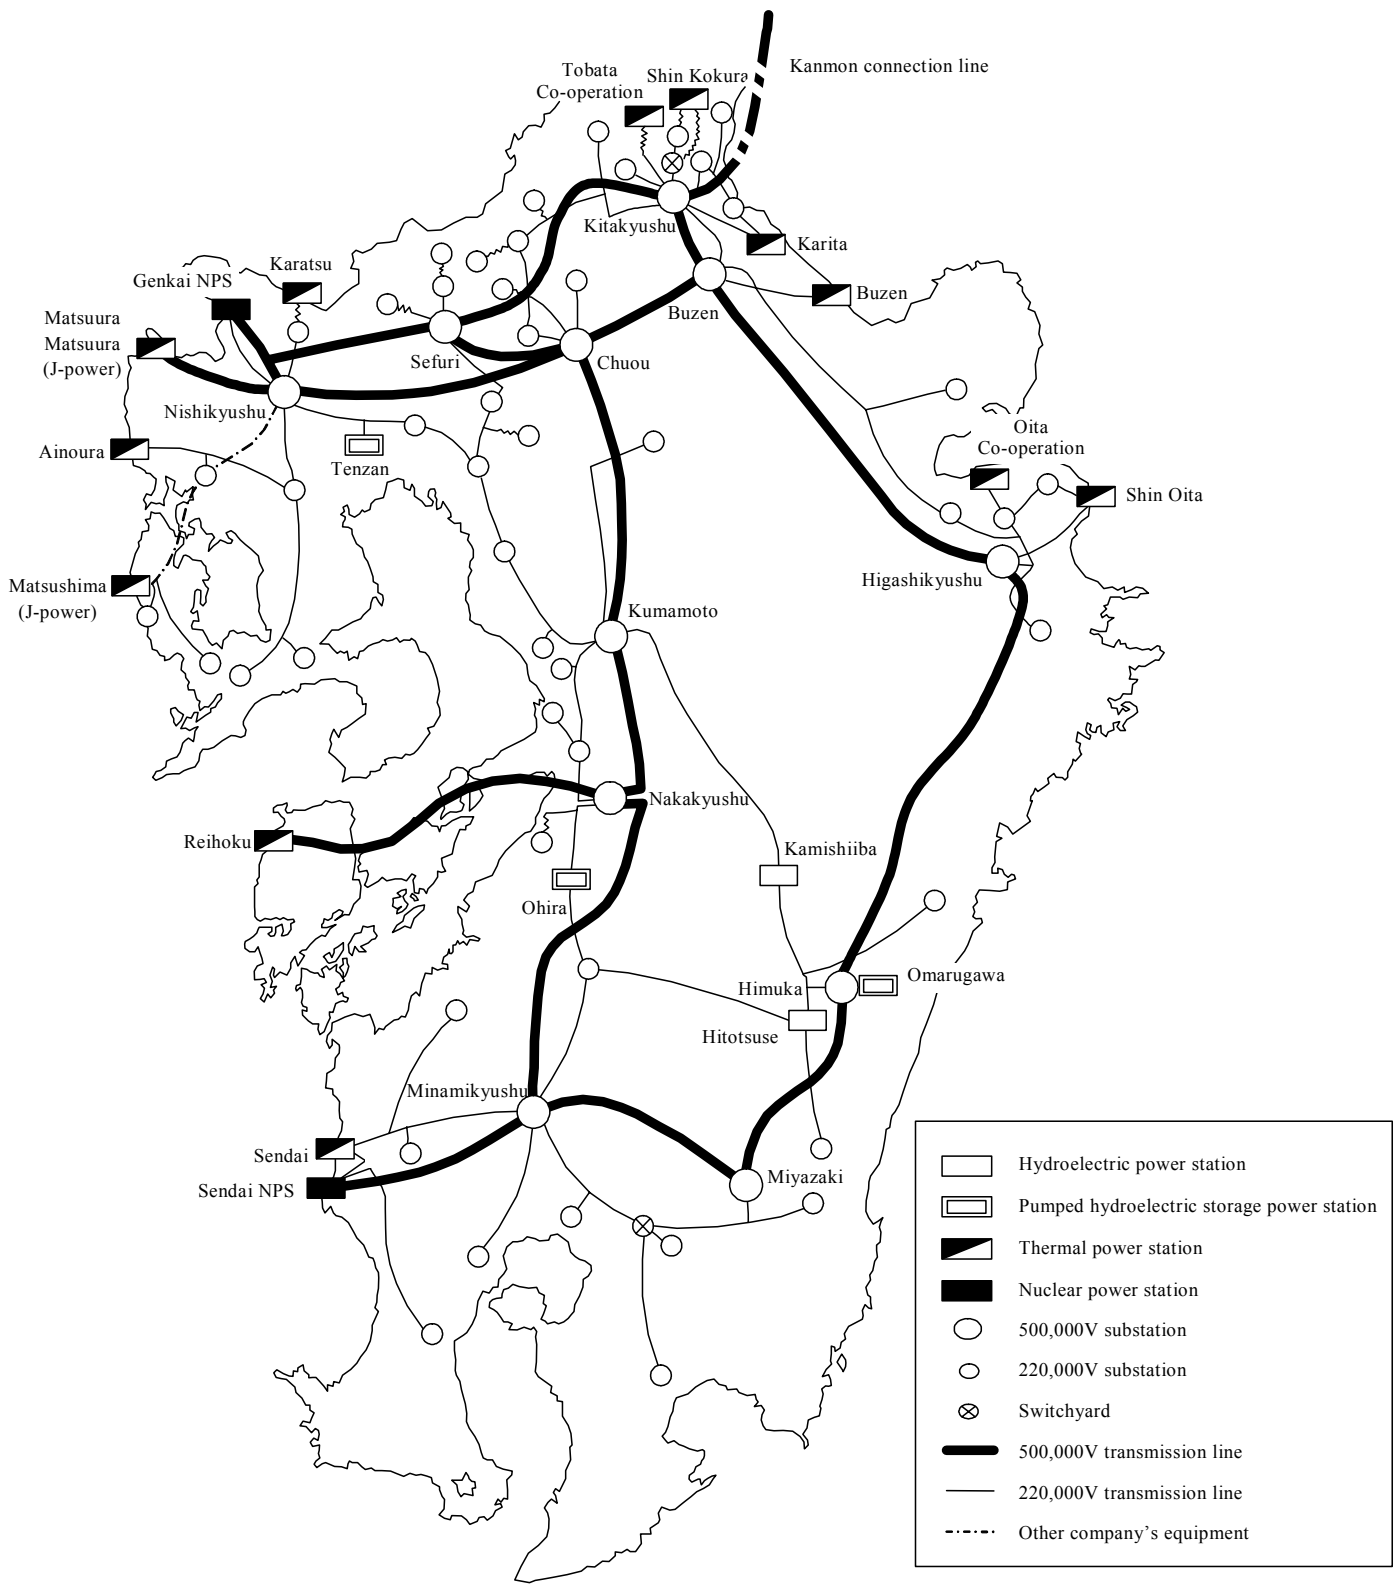 Kanmon connection line
Tobata
Co-operation
Shin Kokura
Kitakyushu
Karita
Genkai NPS
Karatsu
Buzen
Buzen
Matsuura
Matsuura
(J-power)
Sefuri
Chuou
Nishikyushu
Ainoura
Tenzan
Oita
Co-operation
Shin Oita
Higashikyushu
Matsushima
(J-power)
Kumamoto
Nakakyushu
Reihoku
Kamishiiba
Ohira
Omarugawa
Himuka
Hitotsuse
Minamikyushu
Sendai
Sendai NPS
Miyazaki
Hydroelectric power station
Pumped hydroelectric storage power station
Thermal power station
Nuclear power station
500,000V substation
220,000V substation
Switchyard
500,000V transmission line
220,000V transmission line
Other company's equipment